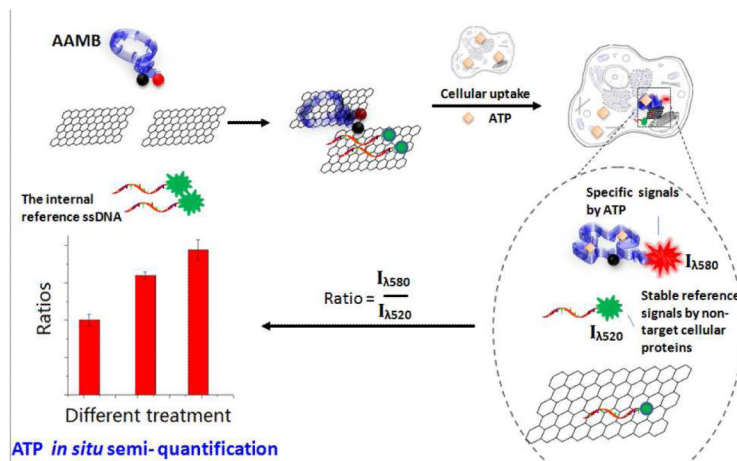 AAMB
Cellular uptake
ATP
The internal
reference ssDNA
Specific signals
by ATP
Iλ580
Stable reference
signals by non-
target cellular
proteins
Iλ520
Ratio = Iλ580
Iλ520
Ratios
Different treatment
ATP in situ semi-quantification